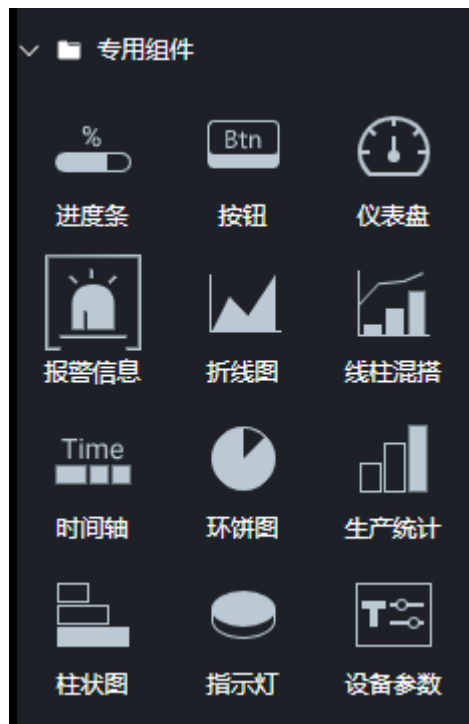 专用组件
%
Btn
进度条 按钮 仪表盘
报警信息 折线图 线柱混搭
Time
时间轴 环饼图 生产统计
T
柱状图 指示灯 设备参数